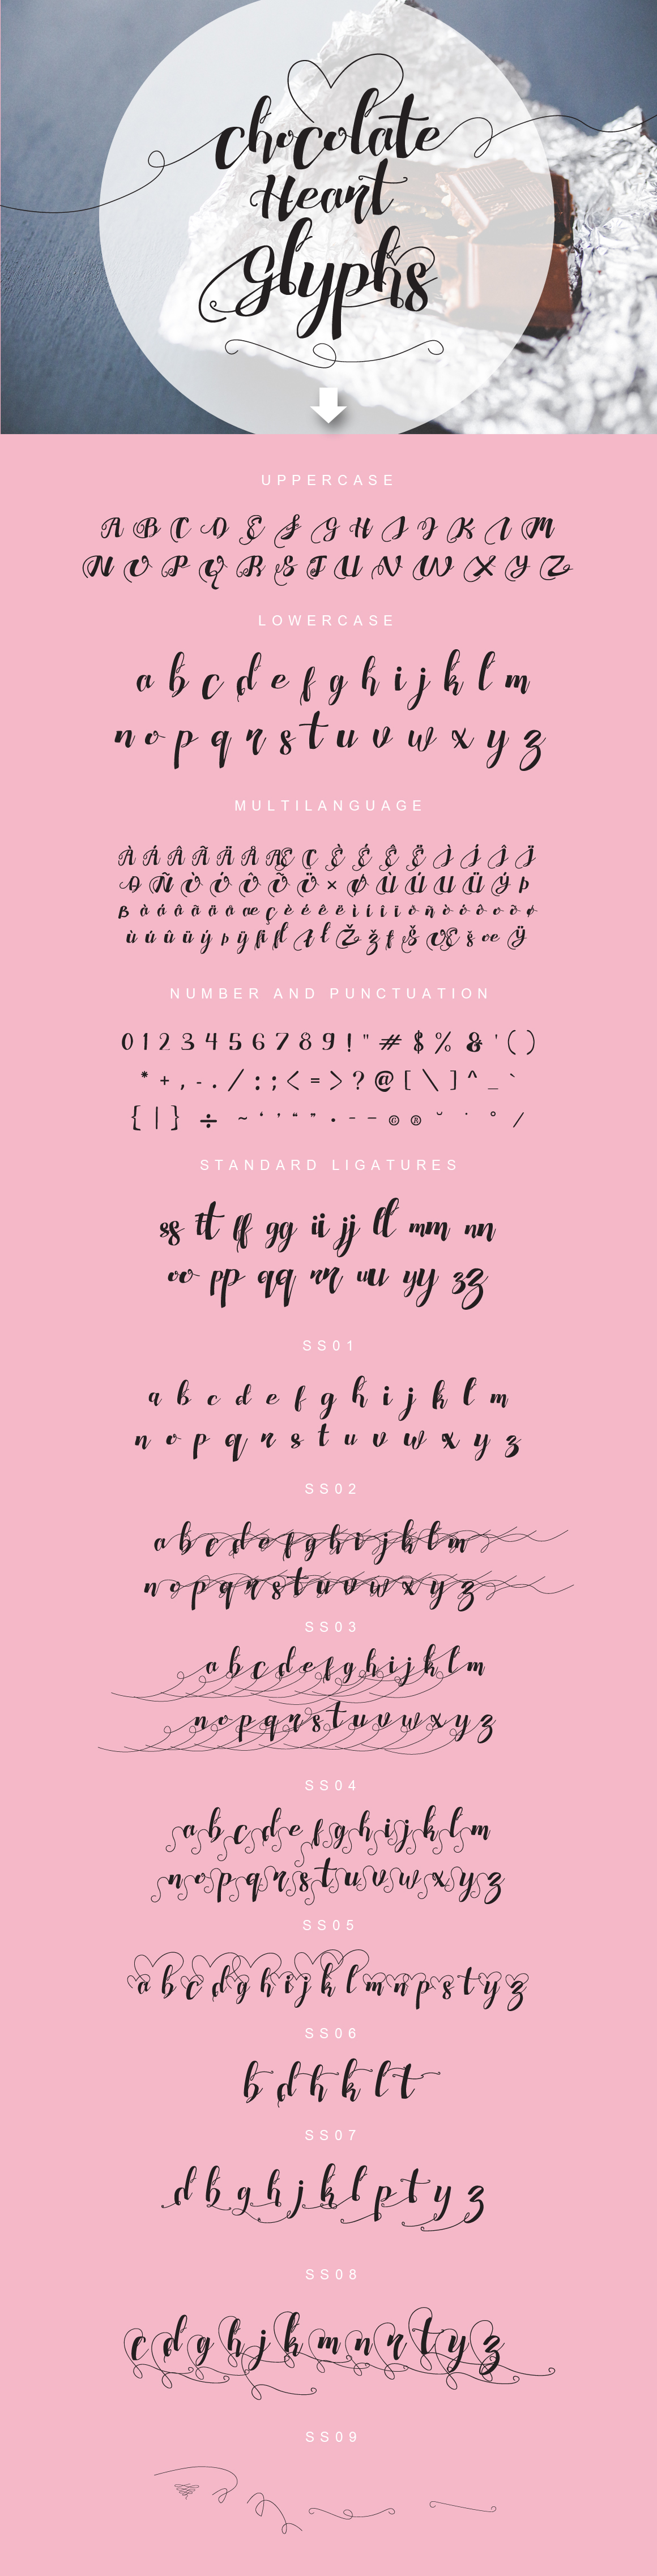 chocolate
Heart
Glyphs
UPPERCASE
A B C D E F G H I J K L M
N O P Q R S T U V W X Y Z
LOWERCASE
a b c d e f g h i j k l m
n o p q r s t u v w x y z
MULTILANGUAGE
À Á Â Ã Ä Å Æ Ç È É Ê Ë Ì Í Î Ï
Ð Ñ Ò Ó Ô Õ Ö × Ø Ù Ú Û Ü Ý Þ
ß à á â ã ä å æ ç è é ê ë ì í î ï ð ñ ò ó ô õ ö ø
ù ú û ü ý þ ÿ fi fl Ł ł Ž ž f Š Œ š œ Ÿ
NUMBER AND PUNCTUATION
0 1 2 3 4 5 6 7 8 9 ! " # $ % & ' ( )
* + , - . / : ; < = > ? @ [ \ ] ^ _ `
{ | } ÷ ~ ‘ ’ “ ” • – — © ® ˘ ˙ ° /
STANDARD LIGATURES
ss tt ff gg ii jj ll mm nn
oo pp qq rr uu yy zz
SS01
a b c d e f g h i j k l m
n o p q r s t u v w x y z
SS02
a b c d e f g h i j k l m
n o p q r s t u v w x y z
SS03
a b c d e f g h i j k l m
n o p q r s t u v w x y z
SS04
a b c d e f g h i j k l m
n o p q r s t u v w x y z
SS05
a b c d g h i j k l m n p s t y z
SS06
b d h k l t
SS07
d b g h j k l p t y z
SS08
c d g h j k m n r t y z
SS09